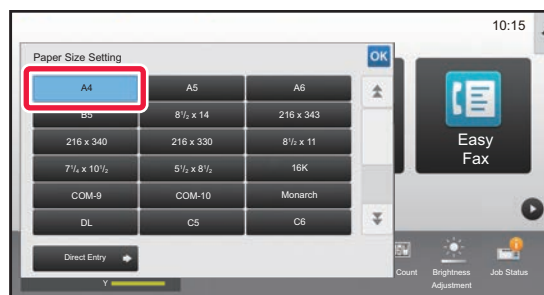 10:15
Paper Size Setting
OK
A4 A5 A6
B5 8¹/₂ x 14 216 x 343
216 x 340 216 x 330 8¹/₂ x 11
7¹/₄ x 10¹/₂ 5¹/₂ x 8¹/₂ 16K
COM-9 COM-10 Monarch
DL C5 C6
Direct Entry
Easy
Fax
Y
Count Brightness Job Status
Adjustment